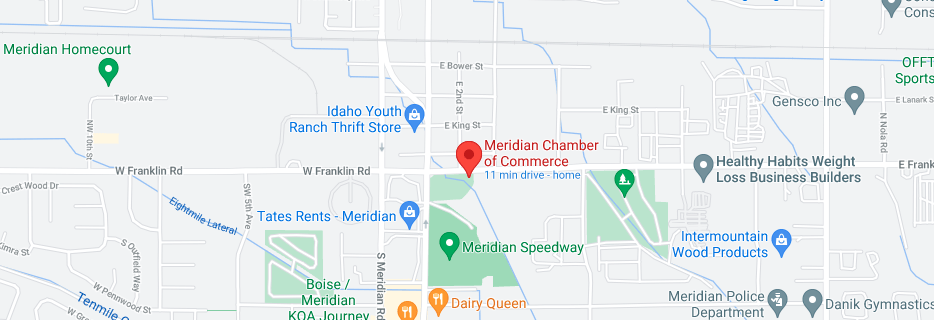 Cons
Meridian Homecourt
E Bower St
OFFT
Sports
Taylor Ave
E 2nd St
Gensco Inc
E Lanark S
Idaho Youth
Ranch Thrift Store
E King St
E King St
NW 10th St
N Nola Rd
Meridian Chamber
of Commerce
11 min drive - home
W Franklin Rd
W Franklin Rd
Healthy Habits Weight
Loss Business Builders
E Frank
Crest Wood Dr
SW 5th Ave
Eightmile Lateral
Tates Rents - Meridian
Meridian Speedway
Intermountain
Wood Products
Kimra St
S Outfield Way
S Meridian Rd
Boise /
Meridian
KOA Journey
W Pennwood St
Tenmile C
W Gr
Dairy Queen
Meridian Police
Department
Danik Gymnastics